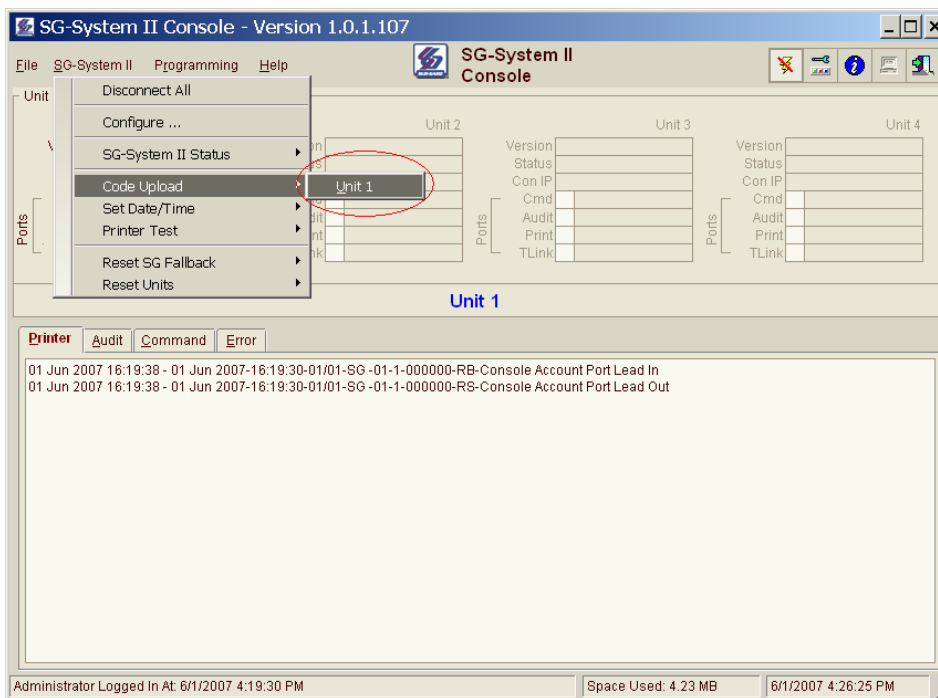 SG-System II Console - Version 1.0.1.107
File SG-System II Programming Help
SG-System II
Console
Unit
Disconnect All
Configure ...
SG-System II Status
Code Upload
Unit 1
Set Date/Time
Printer Test
Reset SG Fallback
Reset Units
Ports
Unit 2
Unit 3
Version
Status
Con IP
Cmd
Audit
Print
TLink
Ports
Unit 4
Version
Status
Con IP
Cmd
Audit
Print
TLink
Ports
Unit 1
Printer Audit Command Error
01 Jun 2007 16:19:38 - 01 Jun 2007-16:19:30-01/01-SG -01-1-000000-RB-Console Account Port Lead In
01 Jun 2007 16:19:38 - 01 Jun 2007-16:19:30-01/01-SG -01-1-000000-RS-Console Account Port Lead Out
Administrator Logged In At: 6/1/2007 4:19:30 PM
Space Used: 4.23 MB
6/1/2007 4:26:25 PM